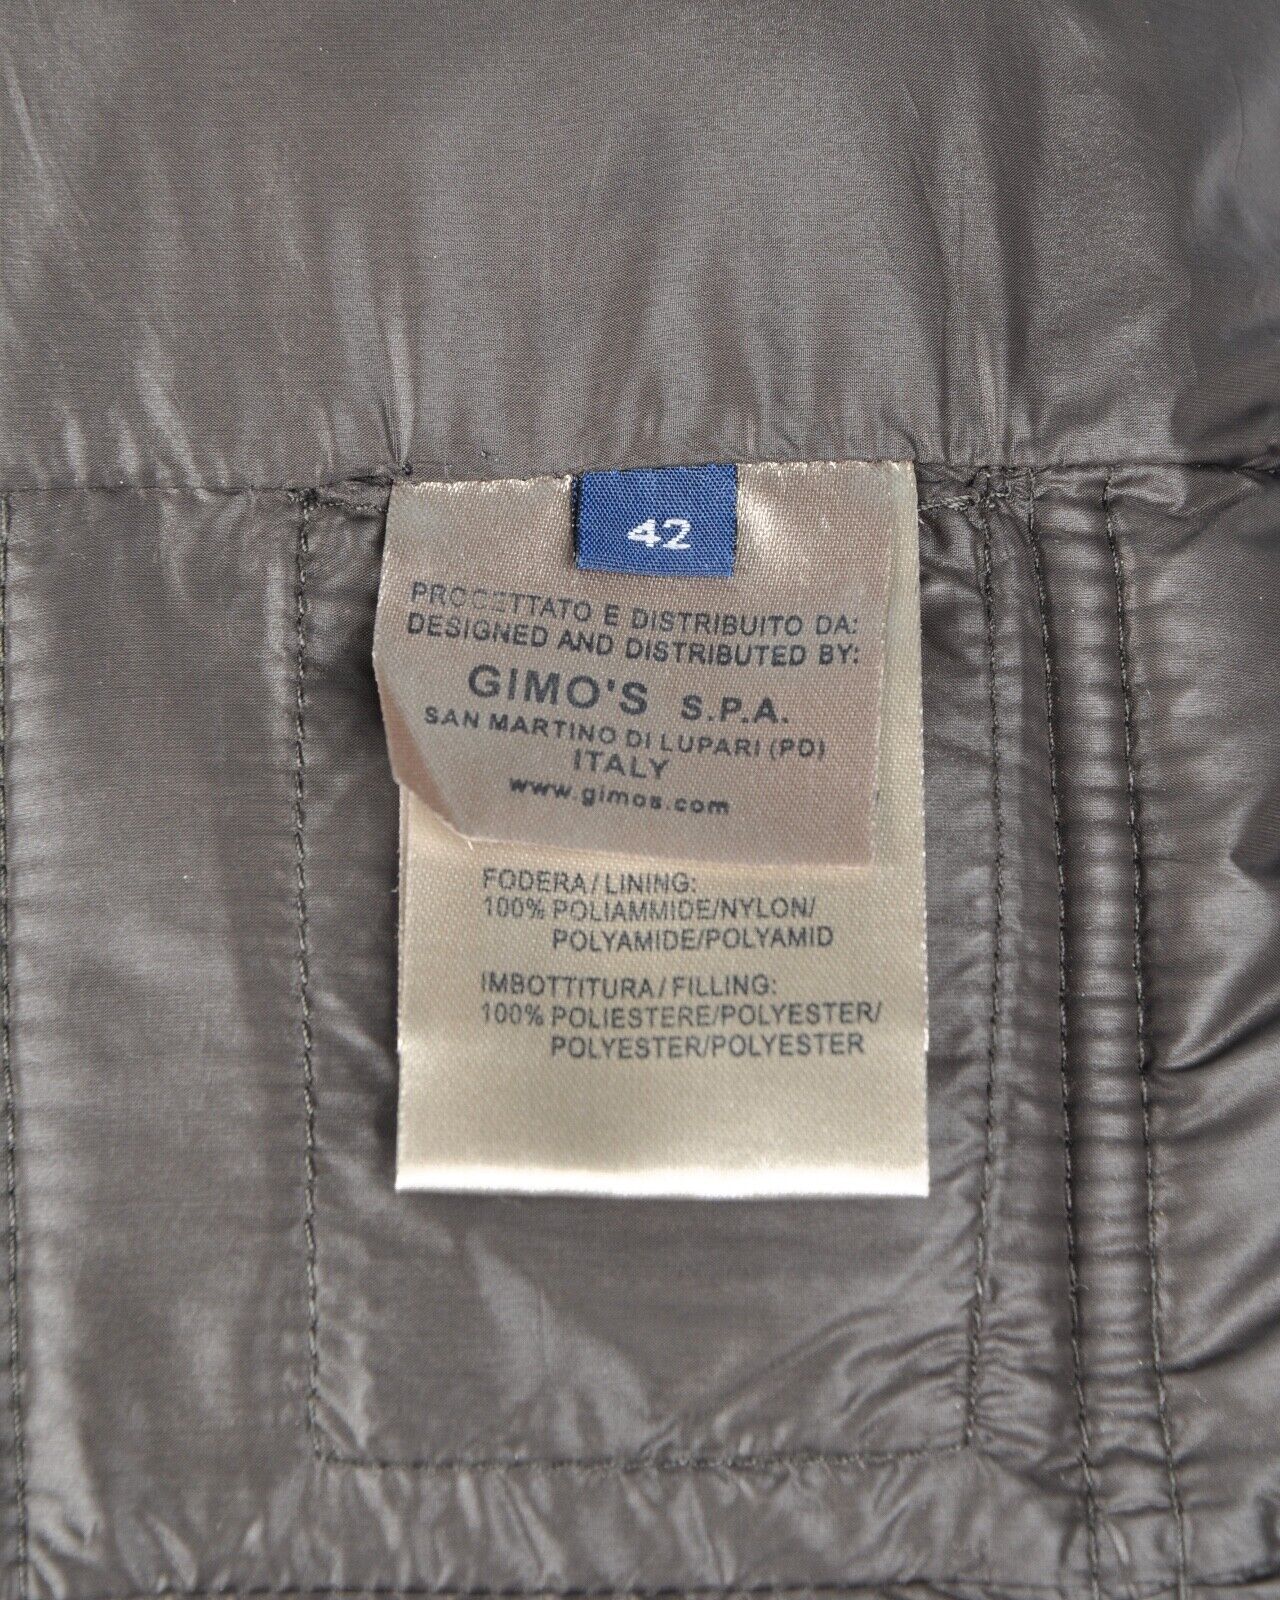 42
PROGETTATO E DISTRIBUITO DA:
DESIGNED AND DISTRIBUTED BY:
GIMO'S S.P.A.
SAN MARTINO DI LUPARI (PD)
ITALY
www.gimos.com
FODERA/LINING:
100% POLIAMMIDE/NYLON/
POLYAMIDE/POLYAMID
IMBOTTITURA/FILLING:
100% POLIESTERE/POLYESTER/
POLYESTER/POLYESTER